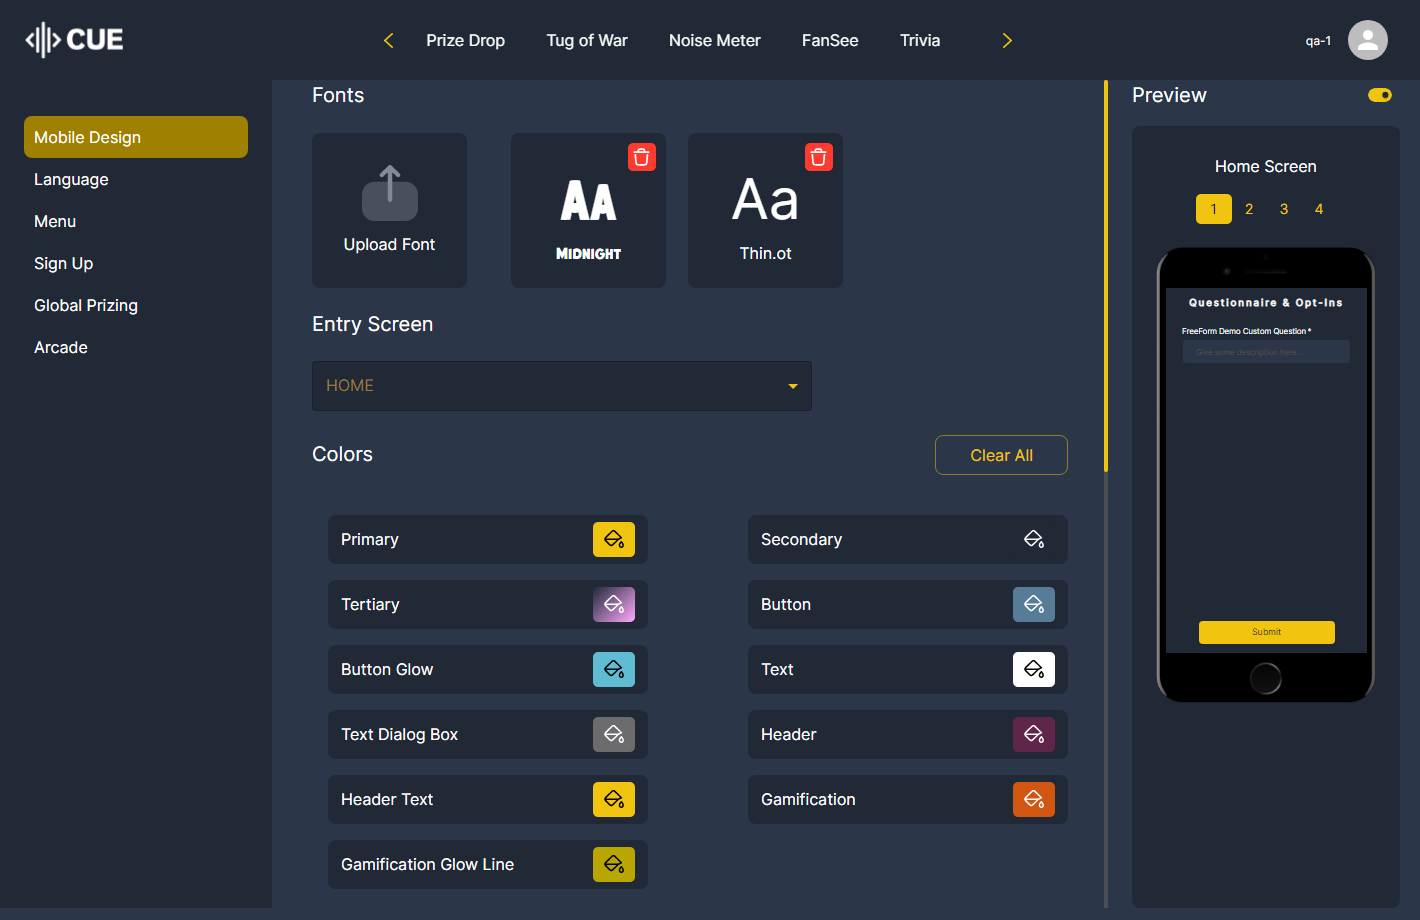 CUE
Prize Drop
Tug of War
Noise Meter
FanSee
Trivia
qa-1
Mobile Design
Language
Menu
Sign Up
Global Prizing
Arcade
Fonts
Upload Font
AA
MIDNIGHT
Aa
Thin.ot
Entry Screen
HOME
Colors
Clear All
Primary
Secondary
Tertiary
Button
Button Glow
Text
Text Dialog Box
Header
Header Text
Gamification
Gamification Glow Line
Preview
Home Screen
1 2 3 4
Questionnaire & Opt-Ins
FreeForm Demo Custom Question *
Give some description here...
Submit